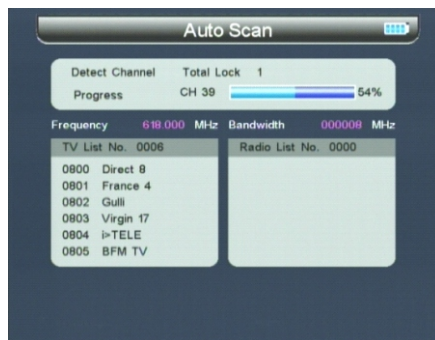 Auto Scan
Detect Channel Total Lock 1
Progress CH 39 54%
Frequency 618.000 MHz Bandwidth 000008 MHz
TV List No. 0006
0800 Direct 8
0801 France 4
0802 Gulli
0803 Virgin 17
0804 i>TELE
0805 BFM TV
Radio List No. 0000